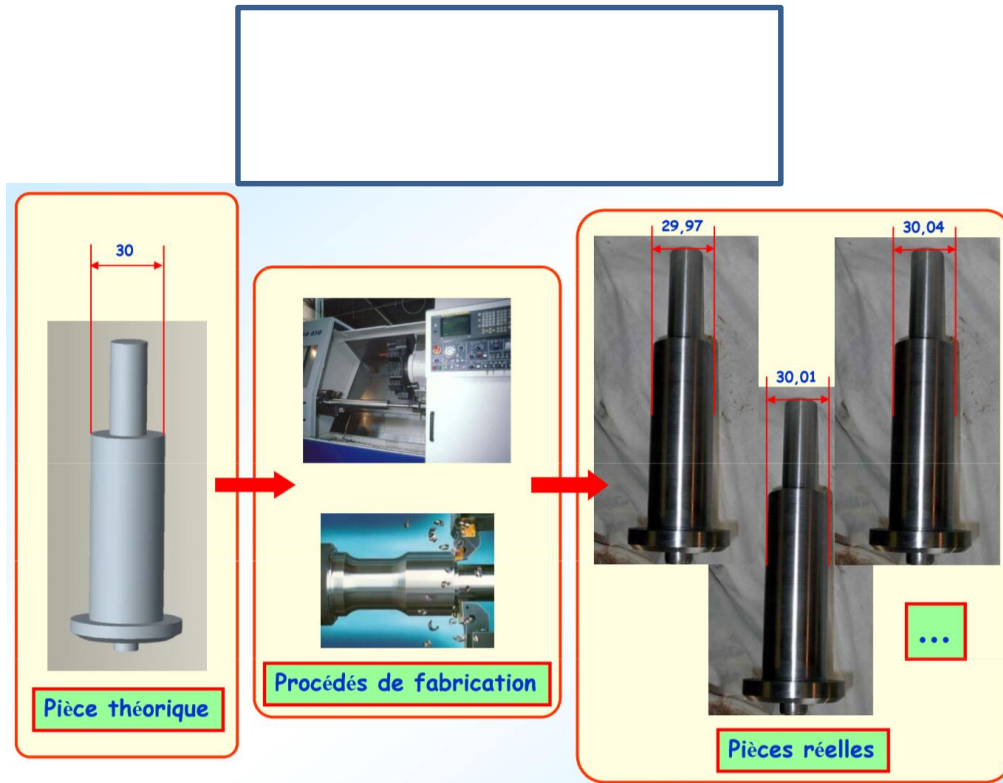 30
Pièce théorique
Procédés de fabrication
29,97
30,04
30,01
...
Pièces réelles